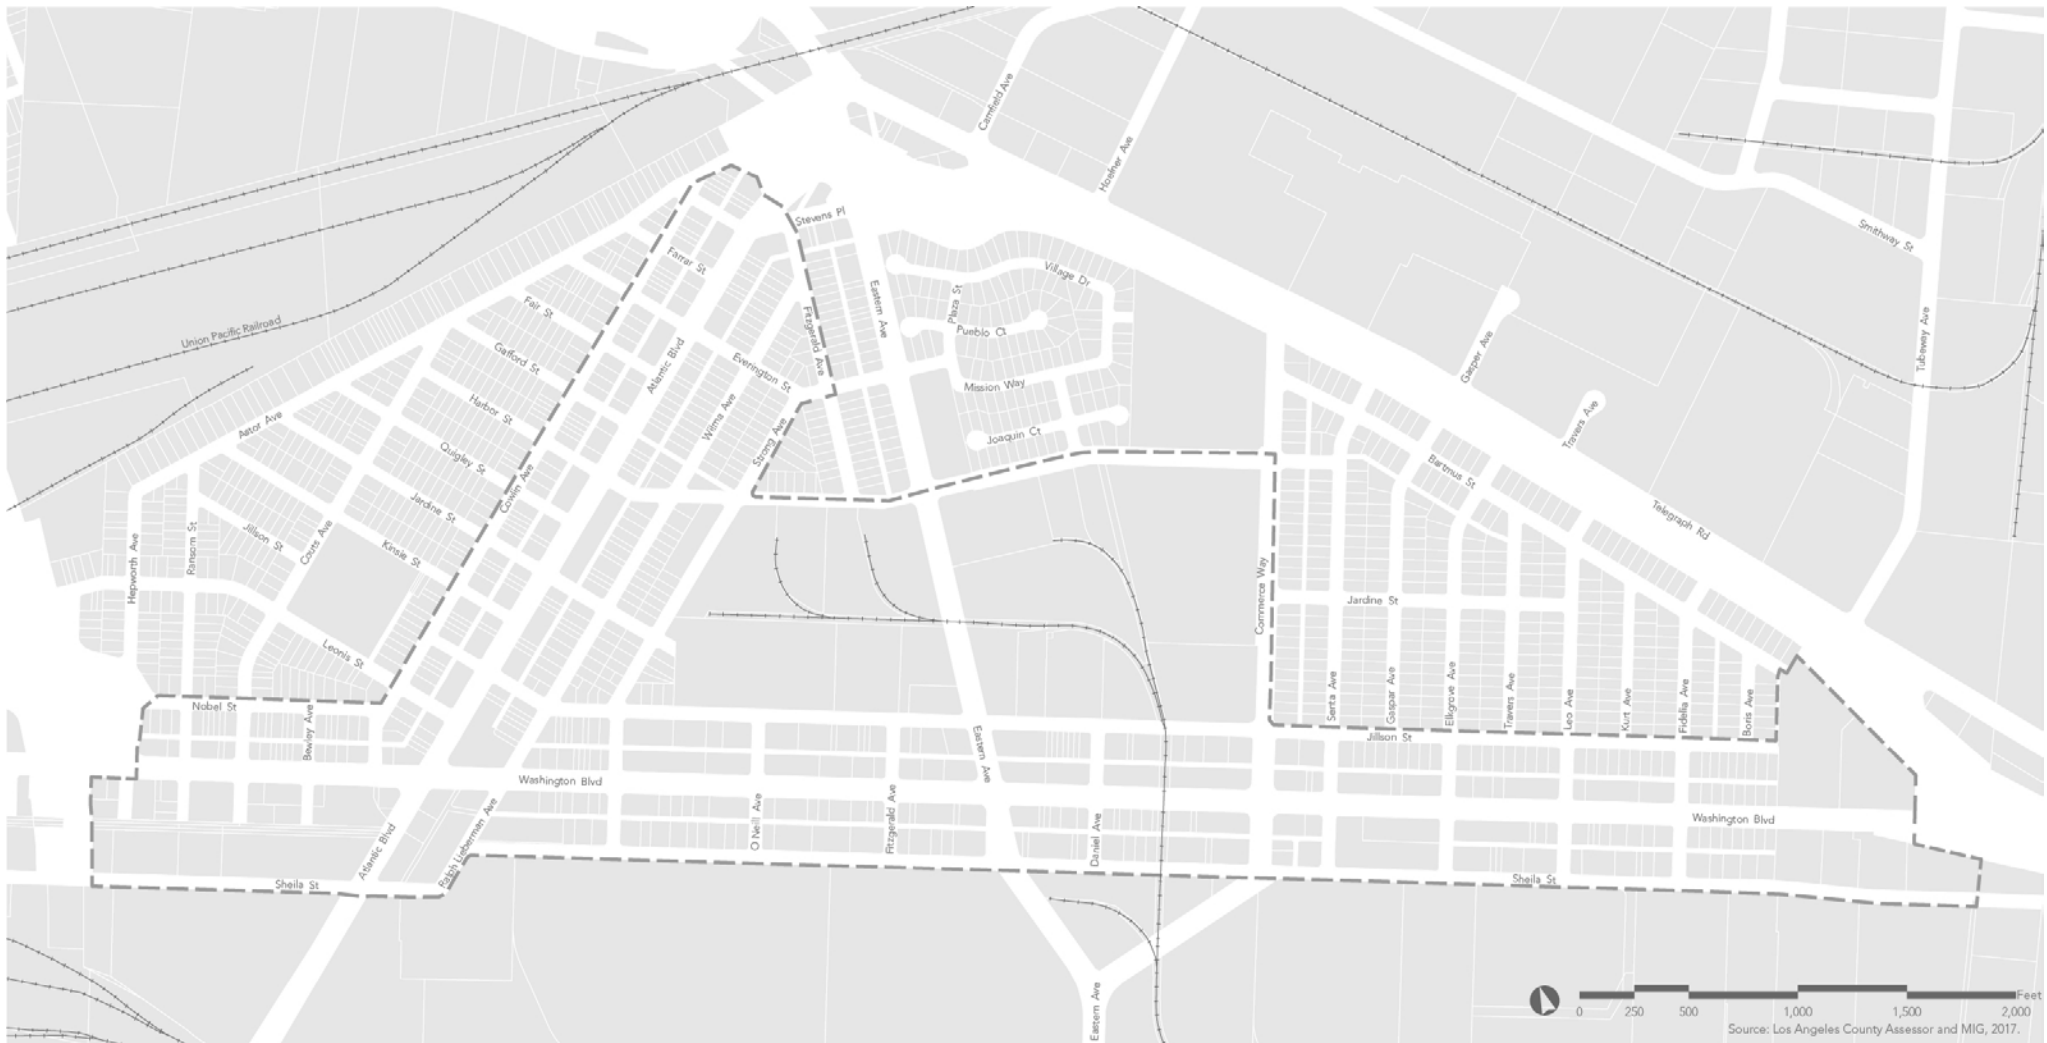 Camfield Ave
Hoefner Ave
Stevens Pl
Smithway St
Farrar St
Village Dr
Eastern Ave
Plaza St
Fair St
Fitzgerald Ave
Union Pacific Railroad
Pueblo Ct
Tubeway Ave
Gafford St
Atlantic Blvd
Everington St
Gasper Ave
Mission Way
Harbor St
Wilma Ave
Astor Ave
Travers Ave
Strong Ave
Joaquin Ct
Quigley St
Bartmus St
Cowlin Ave
Jardine St
Telegraph Rd
Jillson St
Couts Ave
Ransom St
Kinsie St
Hepworth Ave
Commerce Way
Jardine St
Leonis St
Senta Ave
Gaspar Ave
Elkgrove Ave
Travers Ave
Leo Ave
Kurt Ave
Fidelia Ave
Boris Ave
Nobel St
Bewley Ave
Jillson St
Eastern Ave
Washington Blvd
Washington Blvd
O Neill Ave
Fitzgerald Ave
Daniel Ave
Atlantic Blvd
Ralph Lieberman Ave
Sheila St
Sheila St
Eastern Ave
Feet
0 250 500 1,000 1,500 2,000
Source: Los Angeles County Assessor and MIG, 2017.